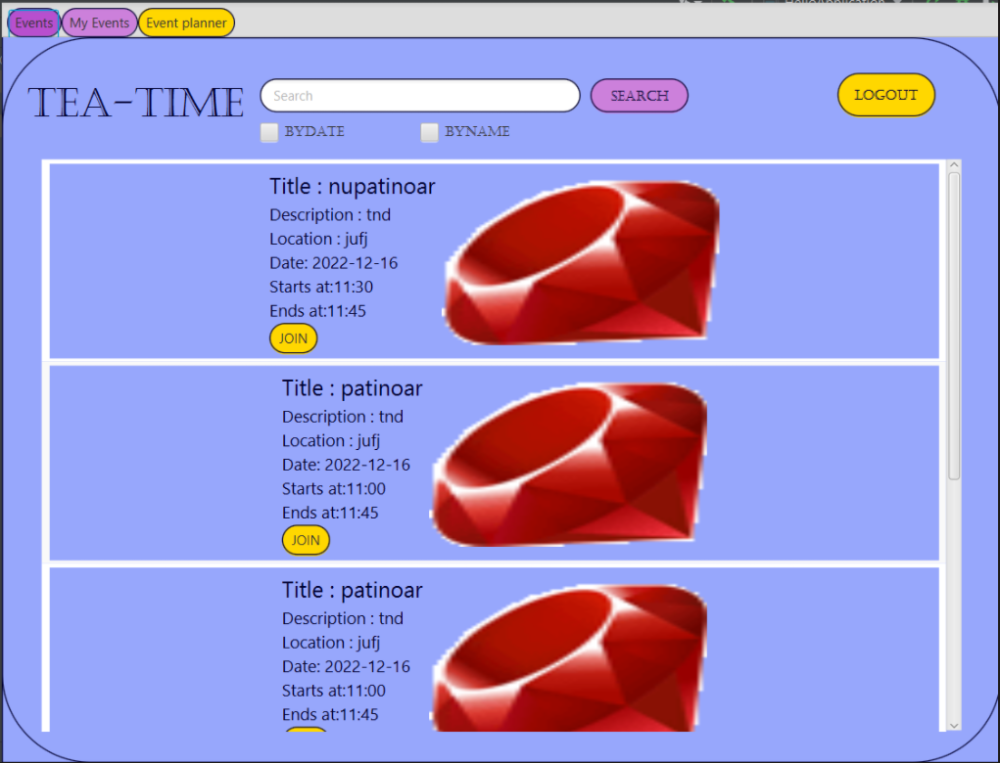 Events My Events Event planner
TEA-TIME
Search
SEARCH
LOGOUT
BYDATE BYNAME
Title : nupatinoar
Description : tnd
Location : jufj
Date: 2022-12-16
Starts at:11:30
Ends at:11:45
JOIN
Title : patinoar
Description : tnd
Location : jufj
Date: 2022-12-16
Starts at:11:00
Ends at:11:45
JOIN
Title : patinoar
Description : tnd
Location : jufj
Date: 2022-12-16
Starts at:11:00
Ends at:11:45